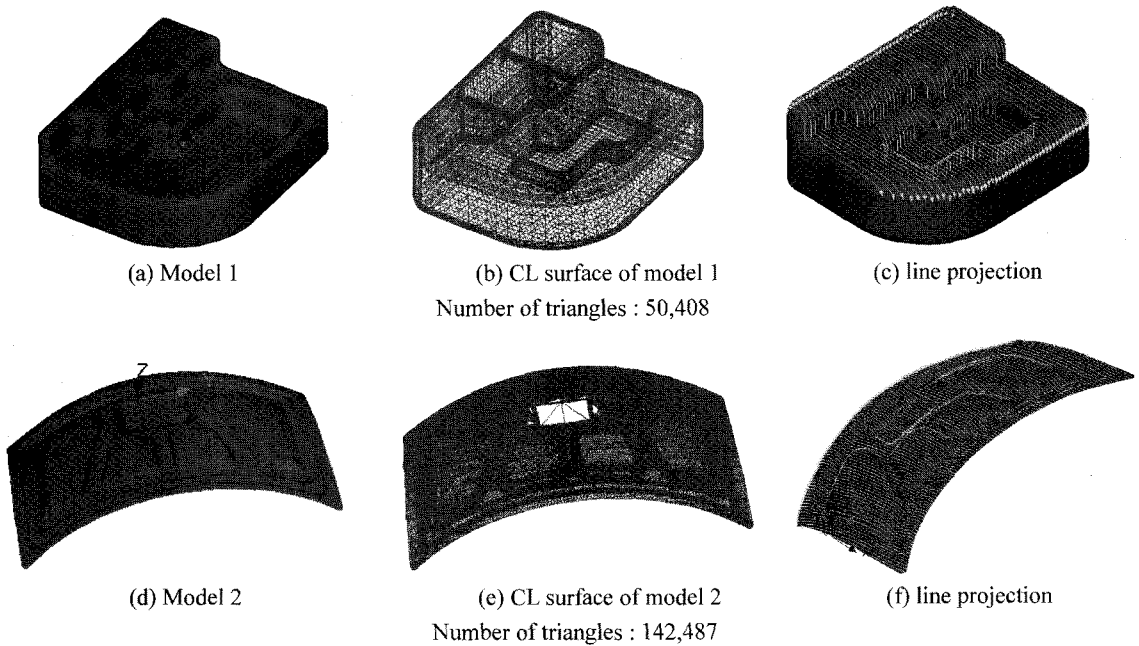 (a) Model 1
(b) CL surface of model 1
(c) line projection
Number of triangles : 50,408
Z
(d) Model 2
(e) CL surface of model 2
(f) line projection
Number of triangles : 142,487